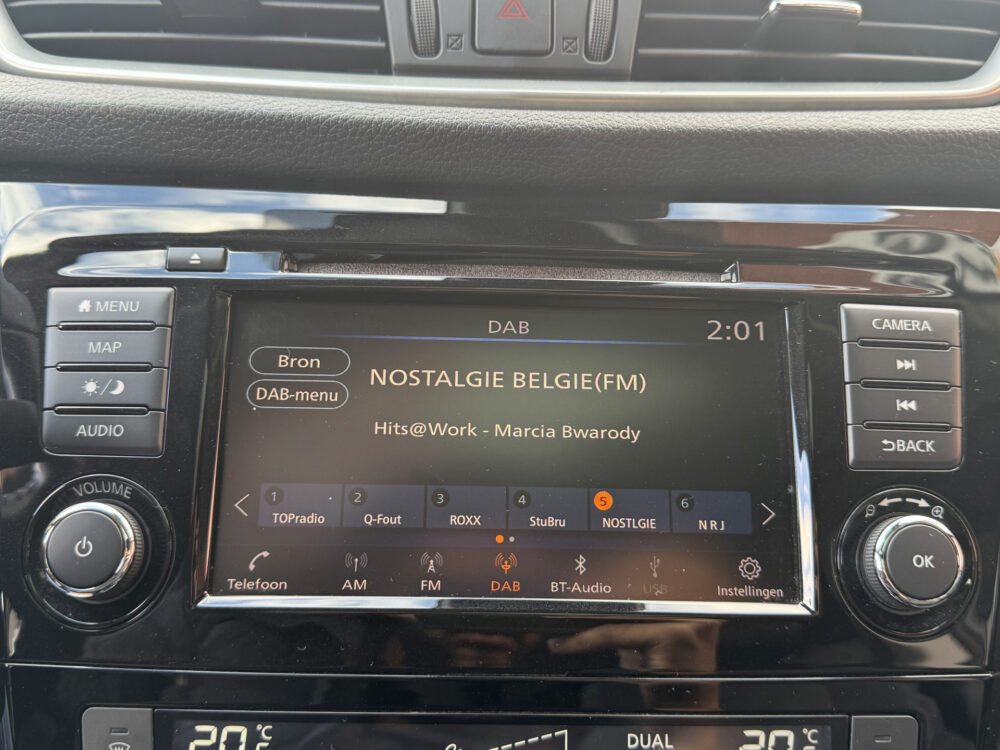 MENU
MAP
AUDIO
VOLUME
DAB 2:01
Bron
DAB-menu
NOSTALGIE BELGIE(FM)
Hits@Work - Marcia Bwarody
1 2 3 4 5 6
TOPradio Q-Fout ROXX StuBru NOSTLGIE N R J
Telefoon AM FM DAB BT-Audio USB Instellingen
CAMERA
BACK
OK
20°C DUAL 20°C